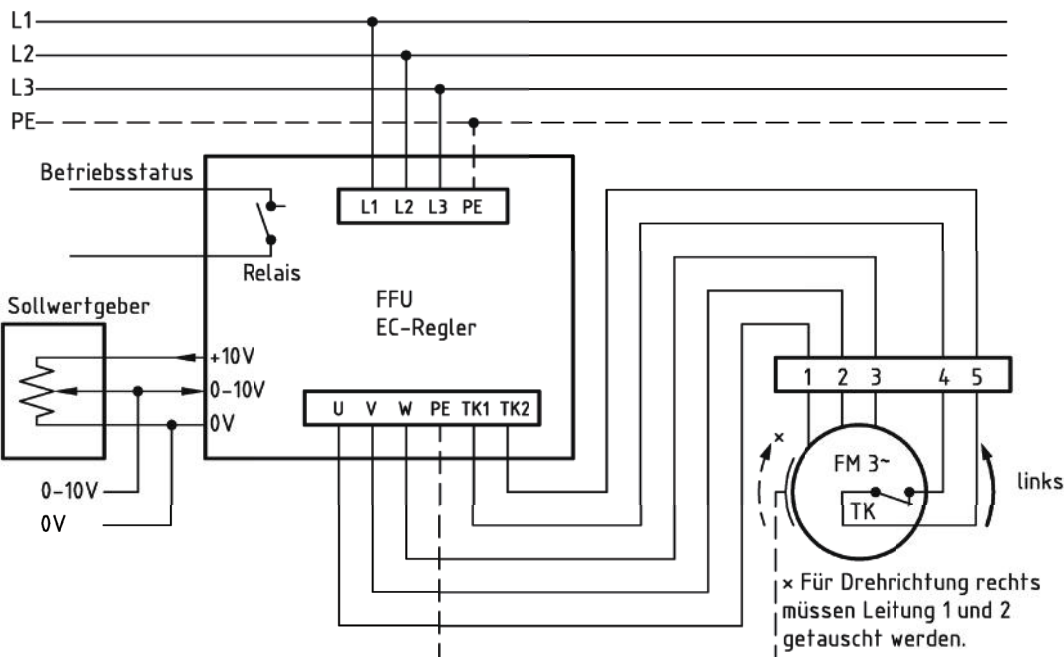 L1
L2
L3
PE
Betriebsstatus
L1 L2 L3 PE
Relais
Sollwertgeber
FFU
EC-Regler
+10V
0-10V
0V
U V W PE TK1 TK2
1 2 3 4 5
×
FM 3~
TK
links
0-10V
0V
× Für Drehrichtung rechts
müssen Leitung 1 und 2
getauscht werden.